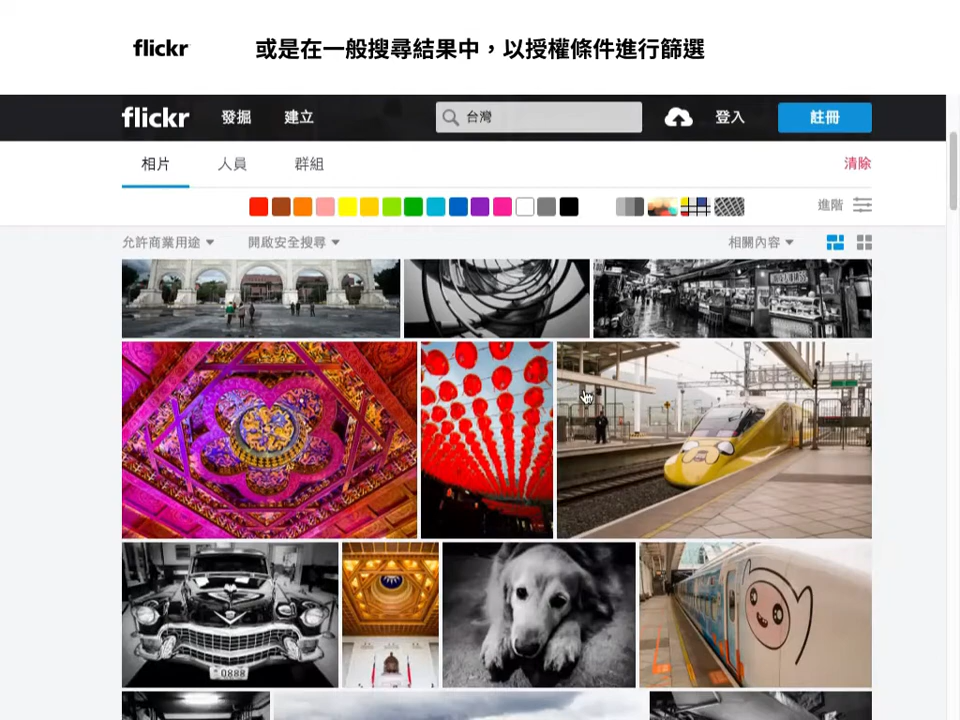 flickr 或是在一般搜尋結果中，以授權條件進行篩選
flickr 發掘 建立 台灣 登入 註冊
相片 人員 群組 清除
進階
允許商業用途 開啟安全搜尋 相關內容
0888